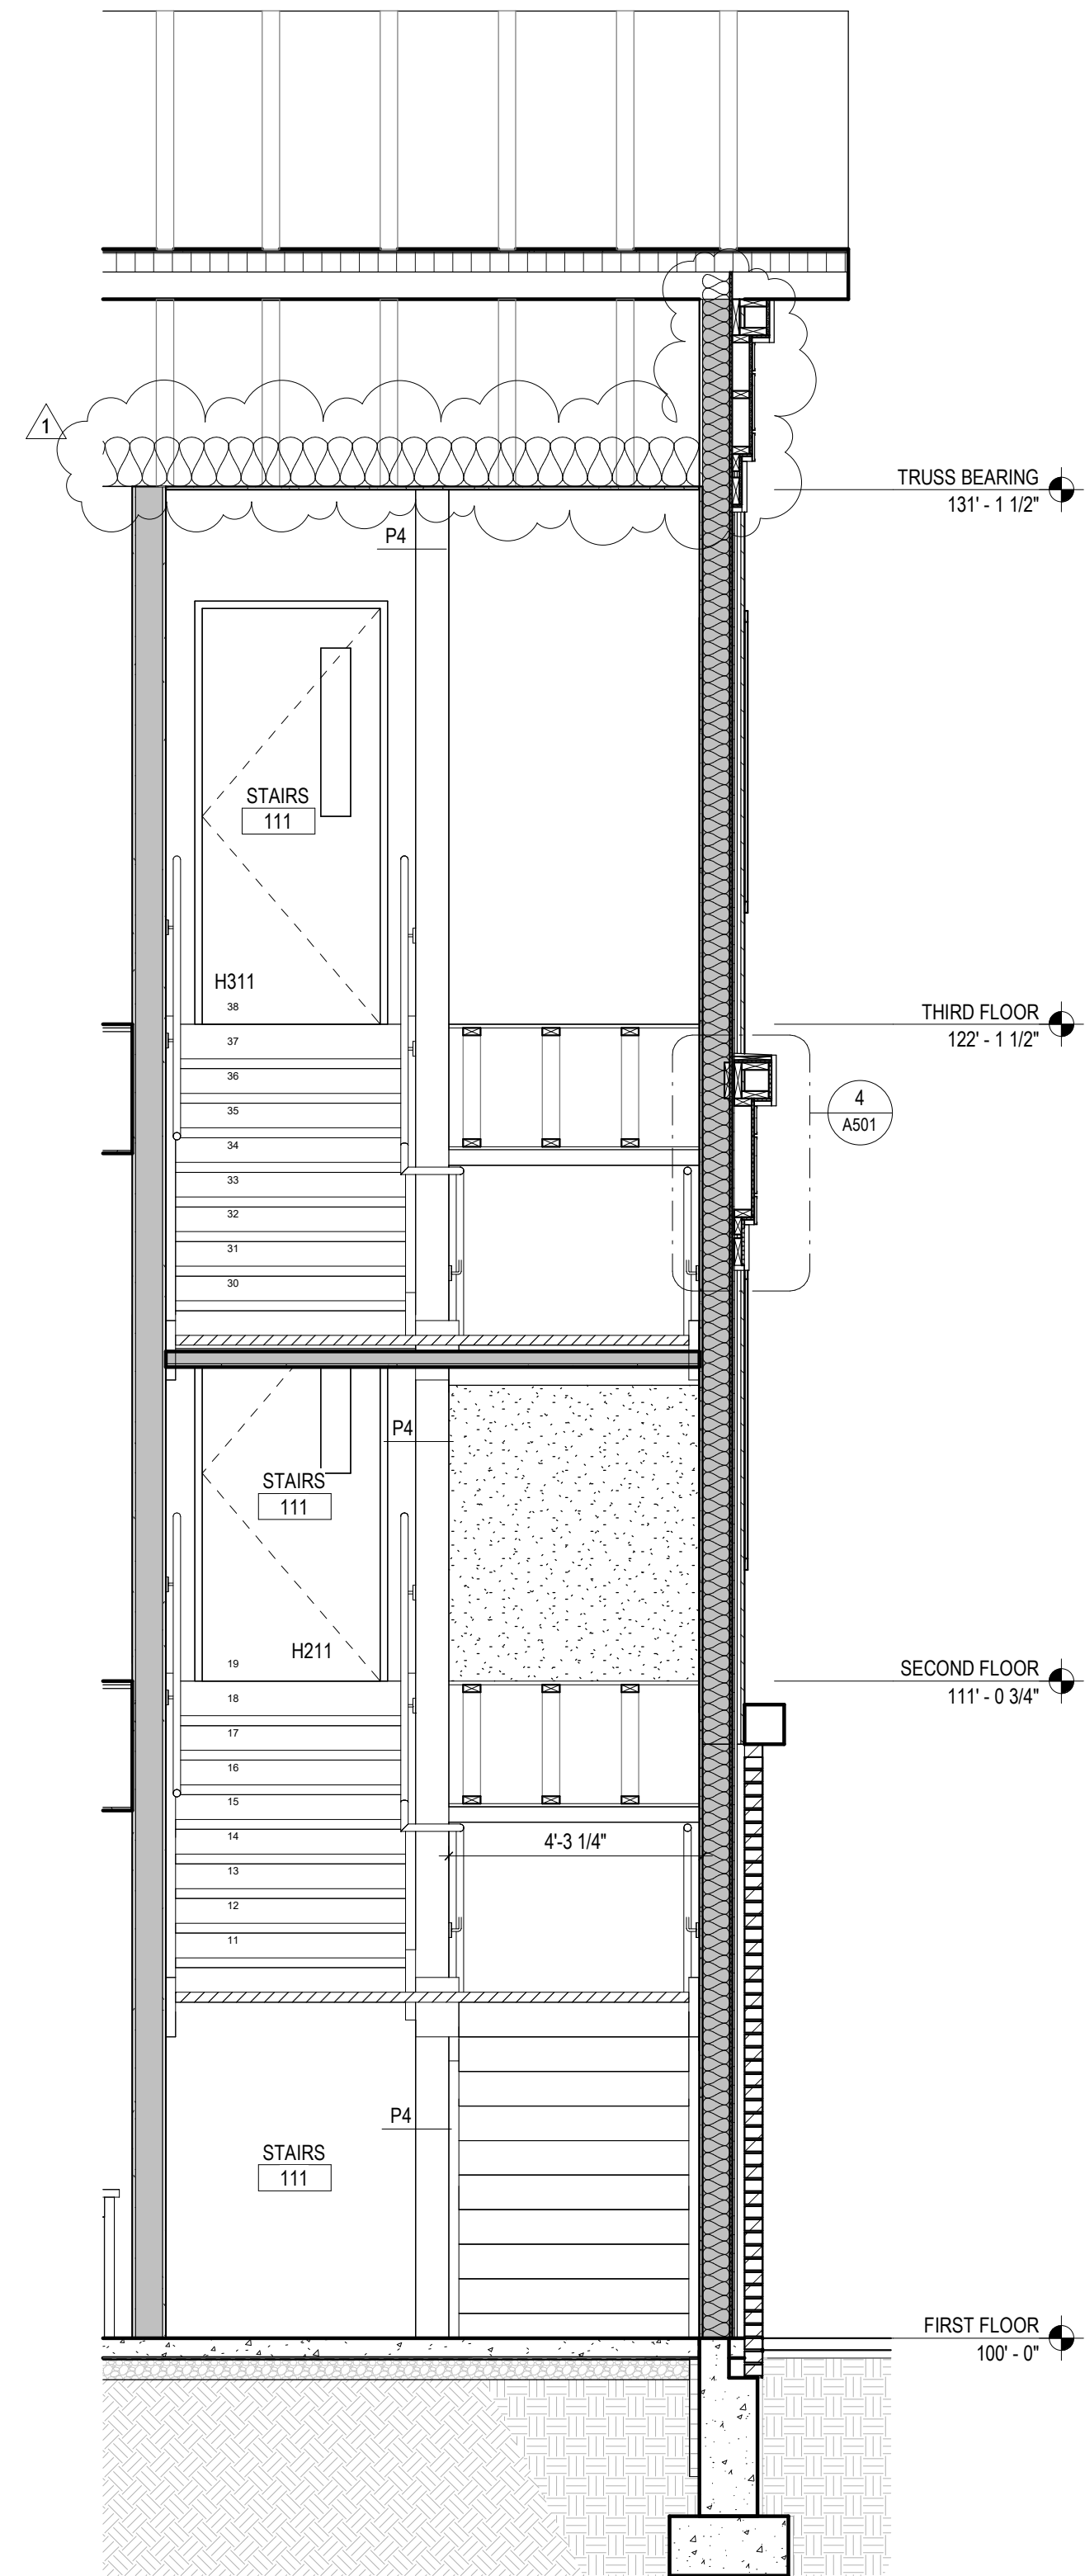 1
TRUSS BEARING
131' - 1 1/2"
P4
STAIRS
111
H311
38
37
36
35
34
33
32
31
30
THIRD FLOOR
122' - 1 1/2"
4
A501
P4
STAIRS
111
H211
19
18
17
16
15
14
13
12
11
SECOND FLOOR
111' - 0 3/4"
4'-3 1/4"
P4
STAIRS
111
FIRST FLOOR
100' - 0"